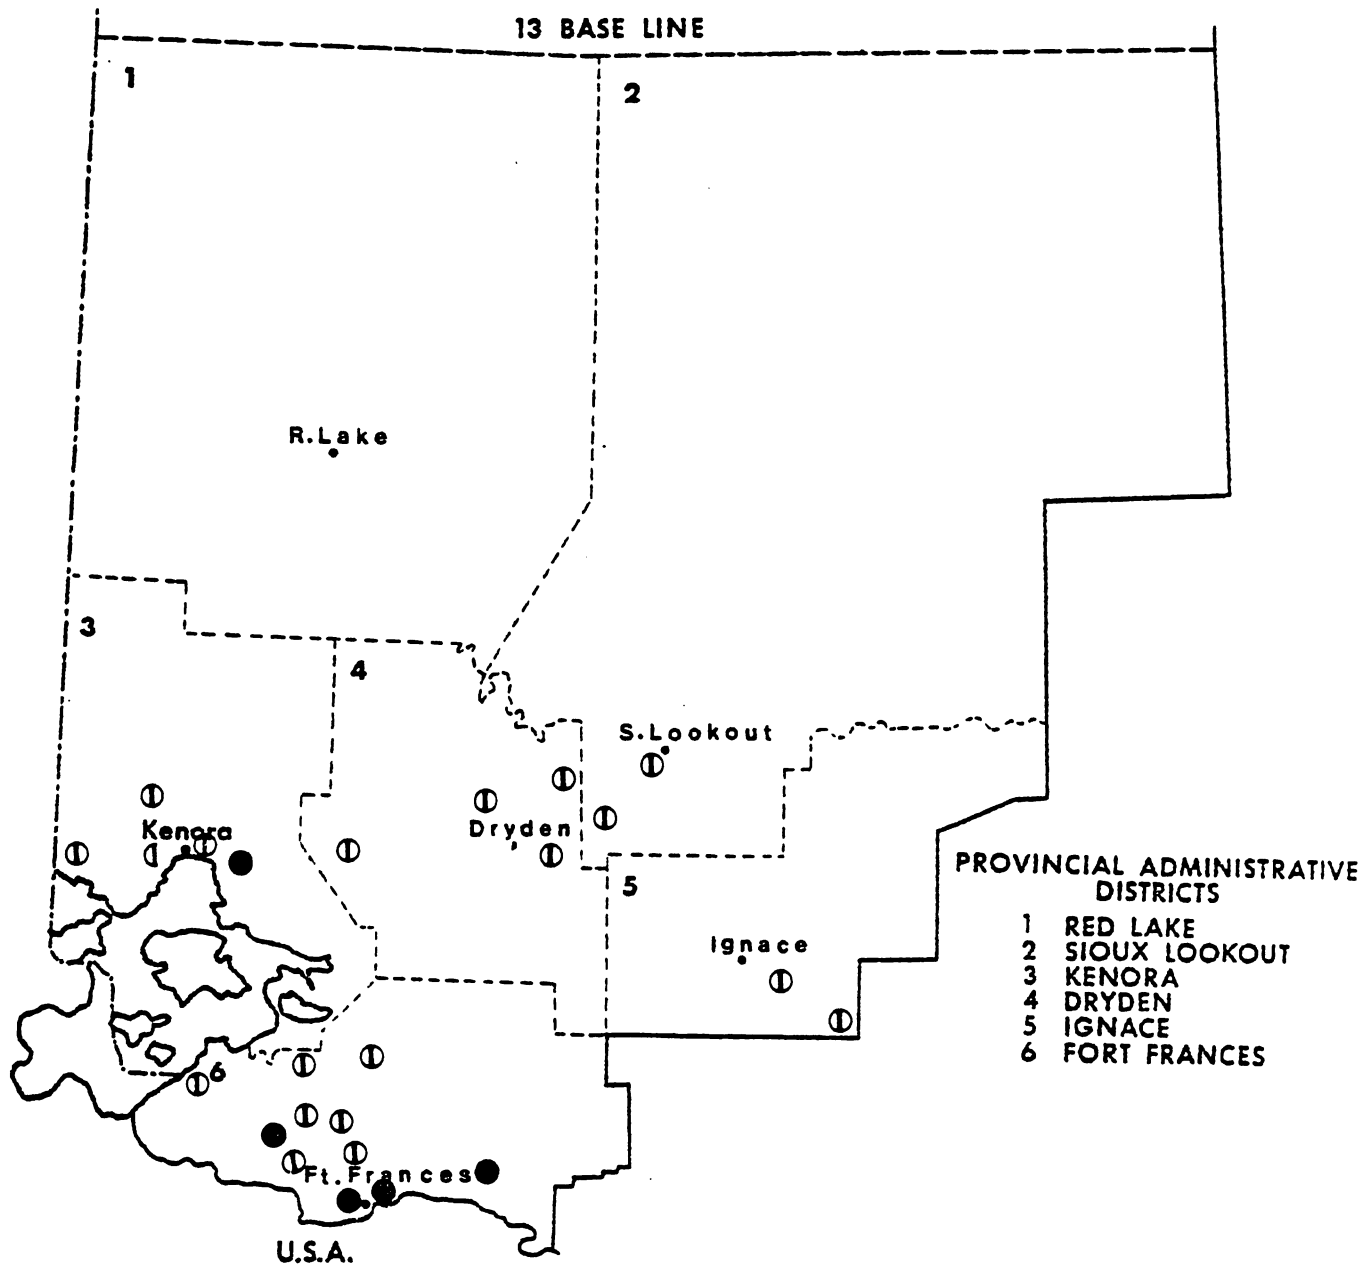 13 BASE LINE
1
2
R.Lake
3
4
S.Lookout
Kenora
Dryden
5
PROVINCIAL ADMINISTRATIVE
DISTRICTS
1 RED LAKE
2 SIOUX LOOKOUT
3 KENORA
4 DRYDEN
5 IGNACE
6 FORT FRANCES
Ignace
6
Ft.Frances
U.S.A.